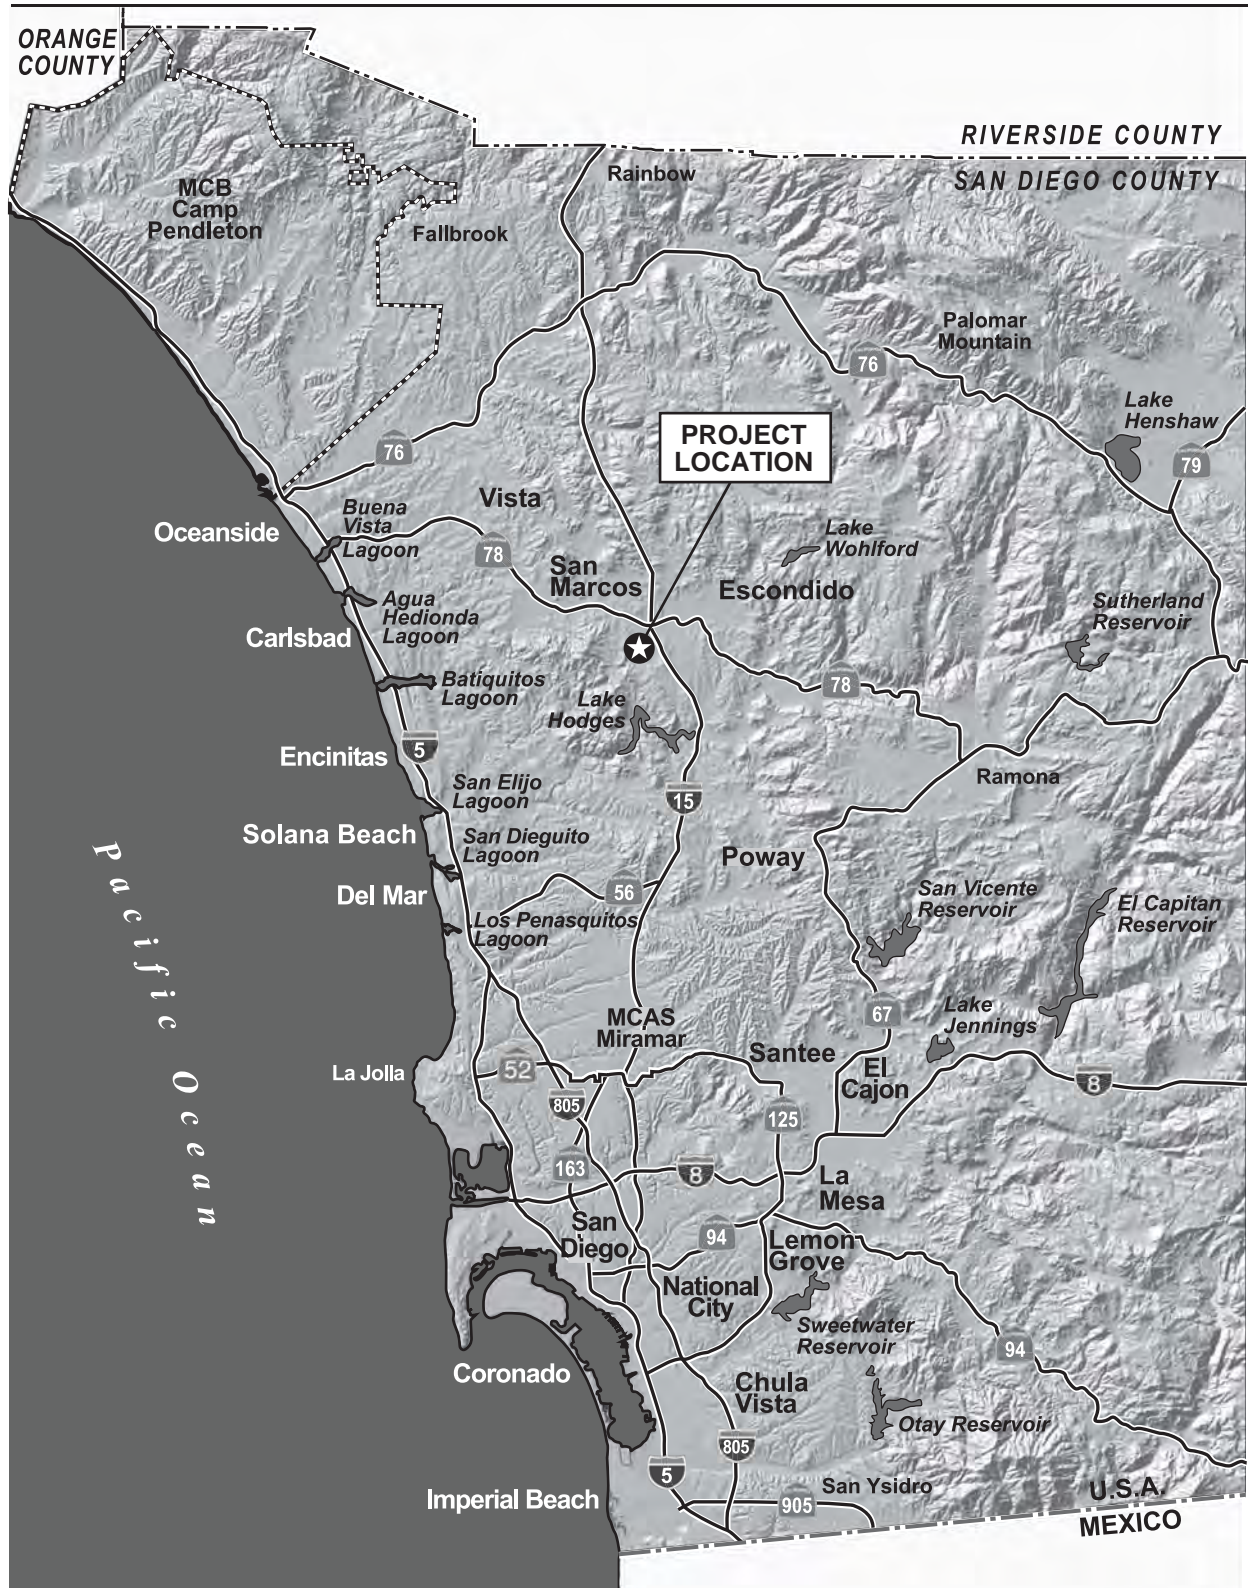 ORANGE
COUNTY
RIVERSIDE COUNTY
SAN DIEGO COUNTY
Rainbow
MCB
Camp
Pendleton
Fallbrook
Palomar
Mountain
76
Lake
Henshaw
PROJECT
LOCATION
76
79
Vista
Buena
Vista
Lagoon
Oceanside
78
Lake
Wohlford
San
Marcos
Escondido
Agua
Hedionda
Lagoon
Sutherland
Reservoir
Carlsbad
Batiquitos
Lagoon
78
Lake
Hodges
5
Encinitas
San Elijo
Lagoon
15
Ramona
Solana Beach
San Dieguito
Lagoon
Poway
Del Mar
56
San Vicente
Reservoir
El Capitan
Reservoir
Los Penasquitos
Lagoon
Pacific Ocean
MCAS
Miramar
67
Lake
Jennings
Santee
La Jolla
52
El
Cajon
8
805
125
163
8
La
Mesa
San
Diego
94
Lemon
Grove
National
City
Sweetwater
Reservoir
94
Coronado
Chula
Vista
Otay Reservoir
805
5
Imperial Beach
905
San Ysidro
U.S.A.
MEXICO